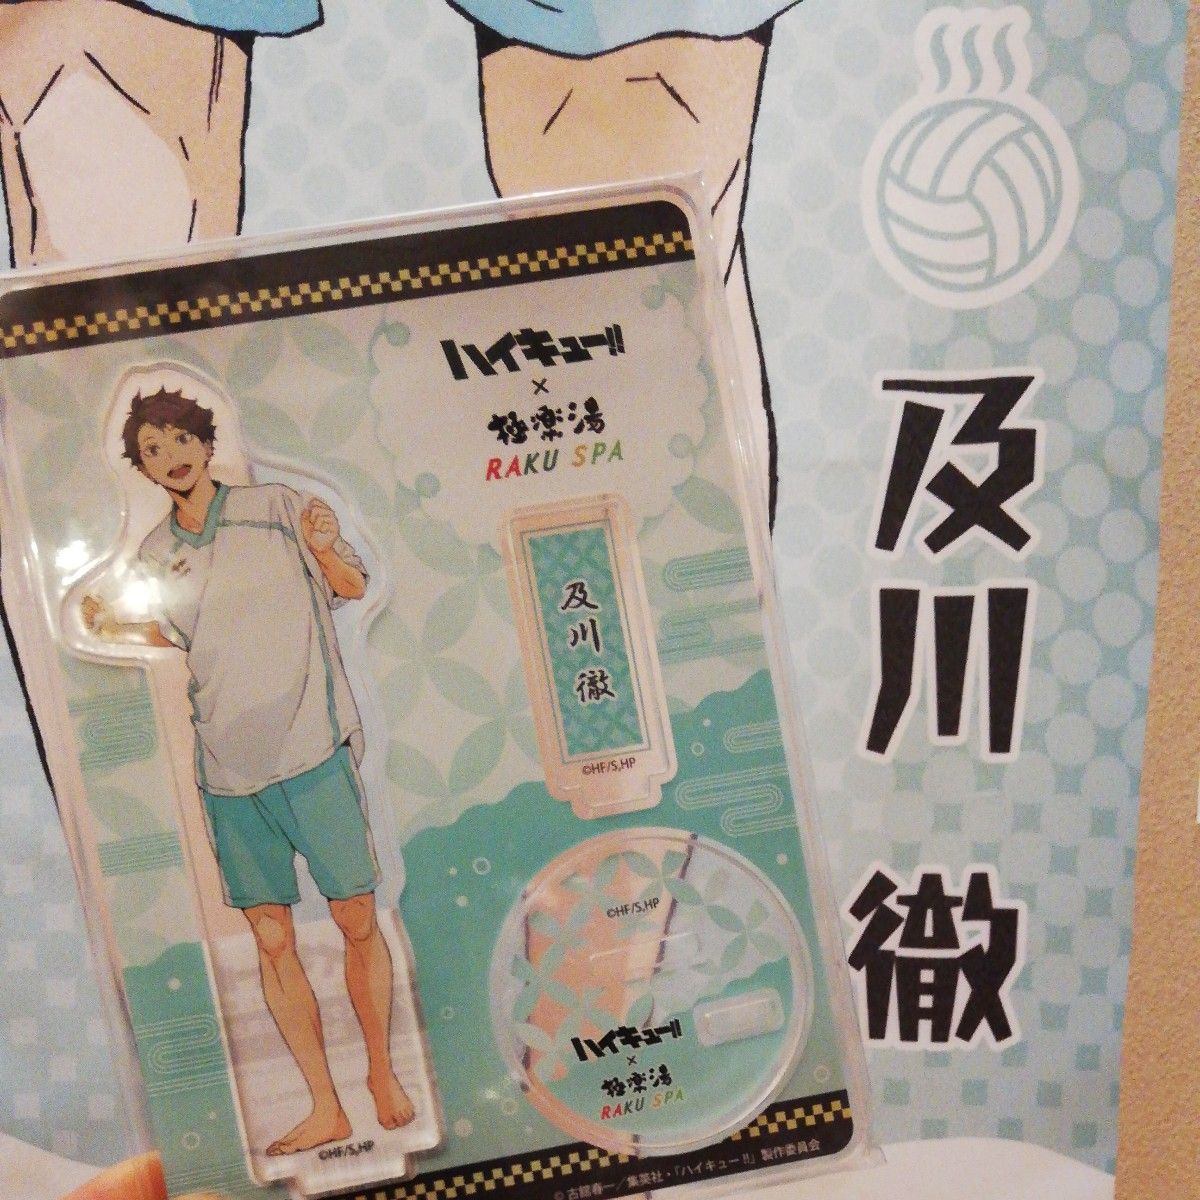 ハイキュー!!
×
極楽湯
RAKU SPA
及川徹
©HF/S,HP
©HF/S,HP
ハイキュー!!
×
極楽湯
RAKU SPA
©HF/S,HP
©古舘春一／集英社・「ハイキュー!!」製作委員会
及川徹